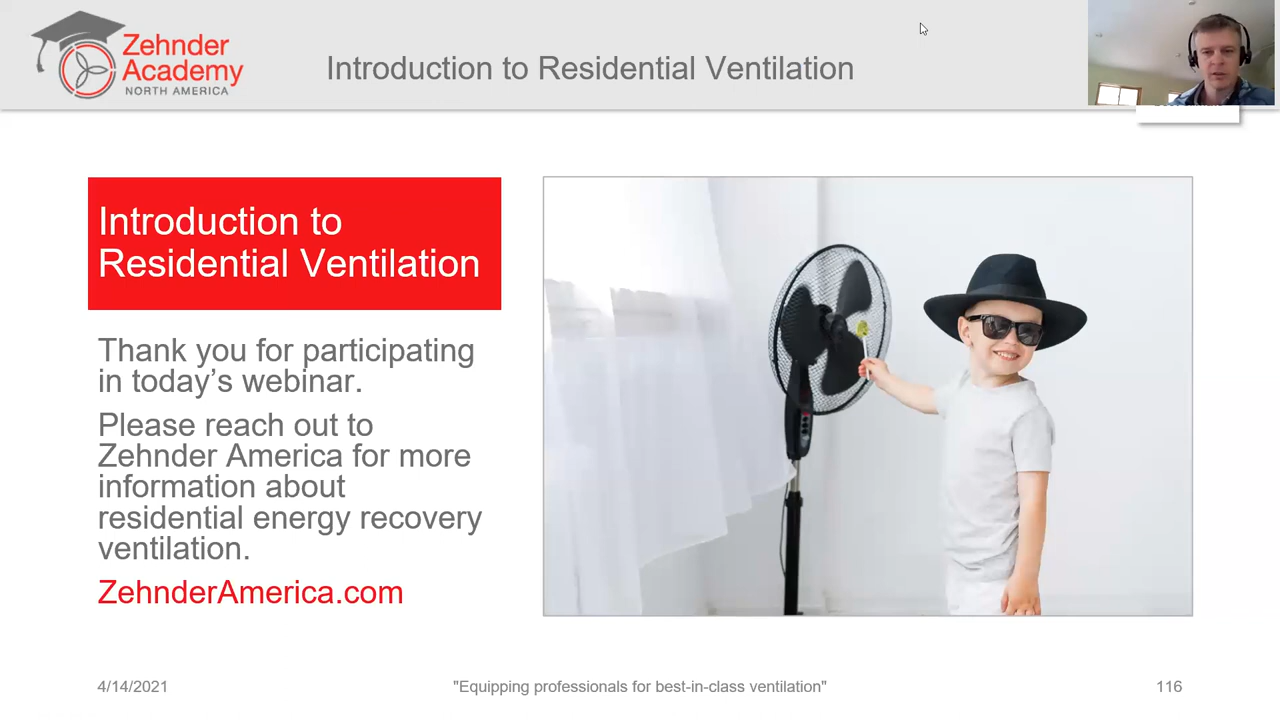 Zehnder
Academy
NORTH AMERICA
Introduction to Residential Ventilation
Introduction to
Residential Ventilation
Thank you for participating
in today’s webinar.
Please reach out to
Zehnder America for more
information about
residential energy recovery
ventilation.
ZehnderAmerica.com
4/14/2021
"Equipping professionals for best-in-class ventilation"
116